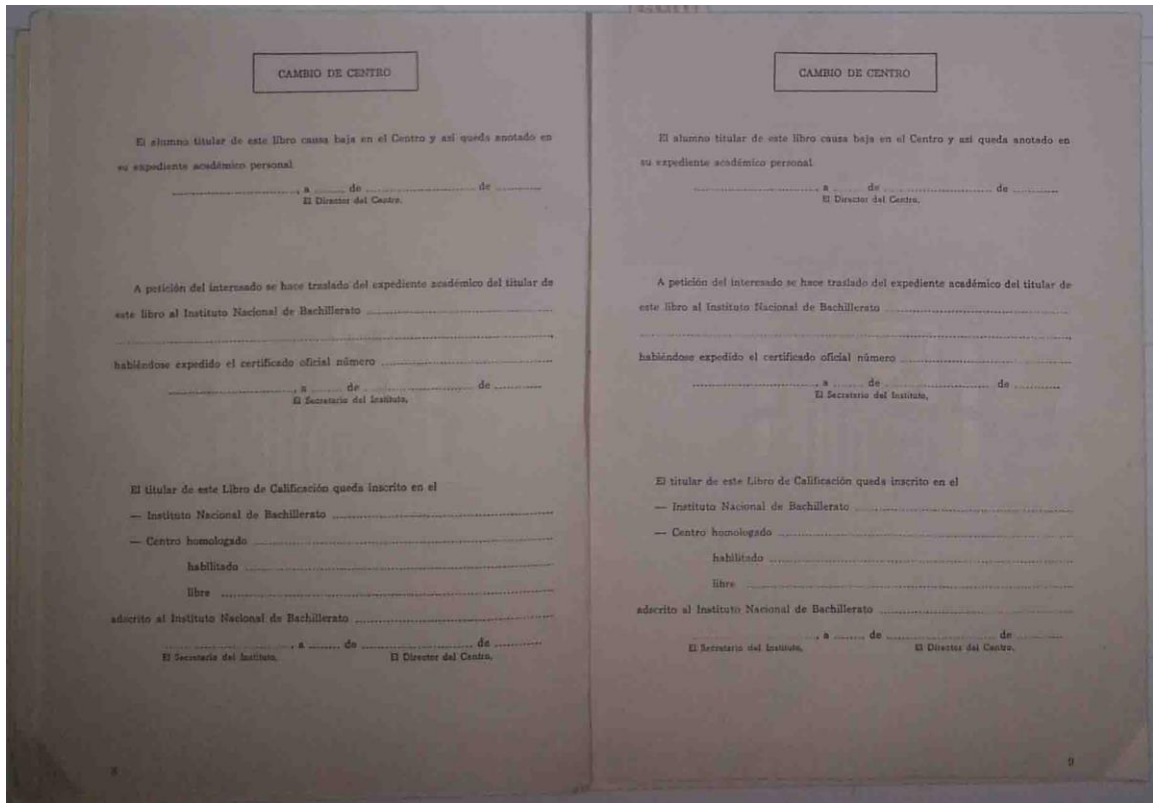 CAMBIO DE CENTRO
El alumno titular de este libro causa baja en el Centro y así queda anotado en
su expediente académico personal
, a ........ de ........................ de ............
El Director del Centro,
A petición del interesado se hace traslado del expediente académico del titular de
este libro al Instituto Nacional de Bachillerato ........................
habiéndose expedido el certificado oficial número ........................
, a ........ de ........................ de ............
El Secretario del Instituto,
El titular de este Libro de Calificación queda inscrito en el
— Instituto Nacional de Bachillerato ........................
— Centro homologado ........................
habilitado ........................
libre ........................
adscrito al Instituto Nacional de Bachillerato ........................
, a ........ de ........................ de ............
El Secretario del Instituto, El Director del Centro,
8
CAMBIO DE CENTRO
El alumno titular de este libro causa baja en el Centro y así queda anotado en
su expediente académico personal
, a ........ de ........................ de ............
El Director del Centro,
A petición del interesado se hace traslado del expediente académico del titular de
este libro al Instituto Nacional de Bachillerato ........................
habiéndose expedido el certificado oficial número ........................
, a ........ de ........................ de ............
El Secretario del Instituto,
El titular de este Libro de Calificación queda inscrito en el
— Instituto Nacional de Bachillerato ........................
— Centro homologado ........................
habilitado ........................
libre ........................
adscrito al Instituto Nacional de Bachillerato ........................
, a ........ de ........................ de ............
El Secretario del Instituto, El Director del Centro,
9